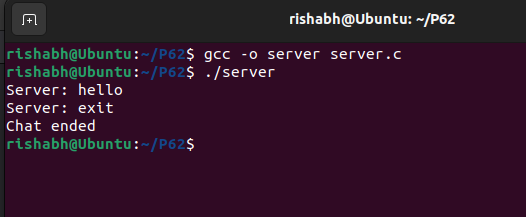 rishabh@Ubuntu: ~/P62
rishabh@Ubuntu:~/P62$ gcc -o server server.c
rishabh@Ubuntu:~/P62$ ./server
Server: hello
Server: exit
Chat ended
rishabh@Ubuntu:~/P62$